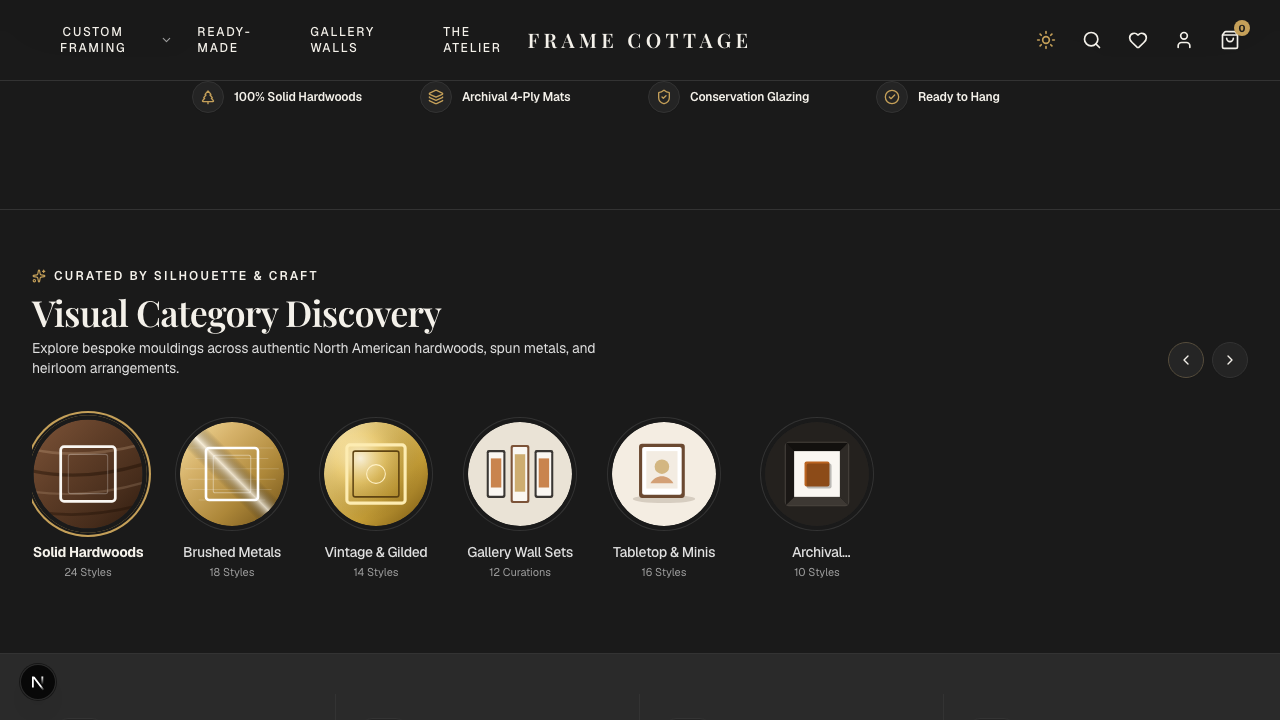 CUSTOM
FRAMING
READY-
MADE
GALLERY
WALLS
THE
ATELIER
FRAME COTTAGE
0
100% Solid Hardwoods
Archival 4-Ply Mats
Conservation Glazing
Ready to Hang
CURATED BY SILHOUETTE & CRAFT
Visual Category Discovery
Explore bespoke mouldings across authentic North American hardwoods, spun metals, and
heirloom arrangements.
Solid Hardwoods
24 Styles
Brushed Metals
18 Styles
Vintage & Gilded
14 Styles
Gallery Wall Sets
12 Curations
Tabletop & Minis
16 Styles
Archival...
10 Styles
N